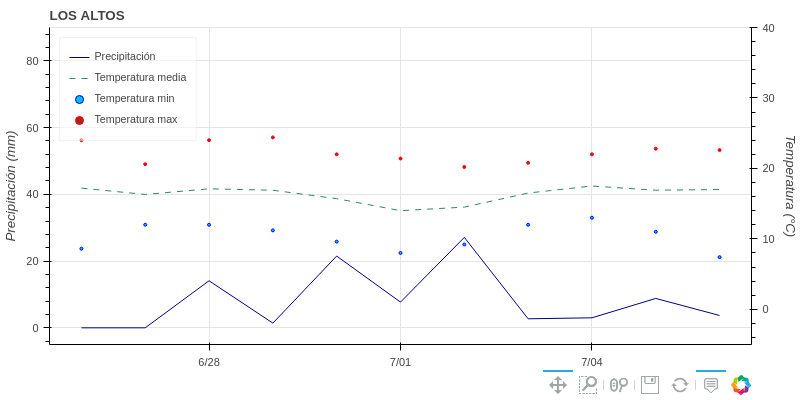 LOS ALTOS
Precipitación
Temperatura media
Temperatura min
Temperatura max
Precipitación (mm)
80
60
40
20
0
Temperatura (°C)
40
30
20
10
0
6/28
7/01
7/04